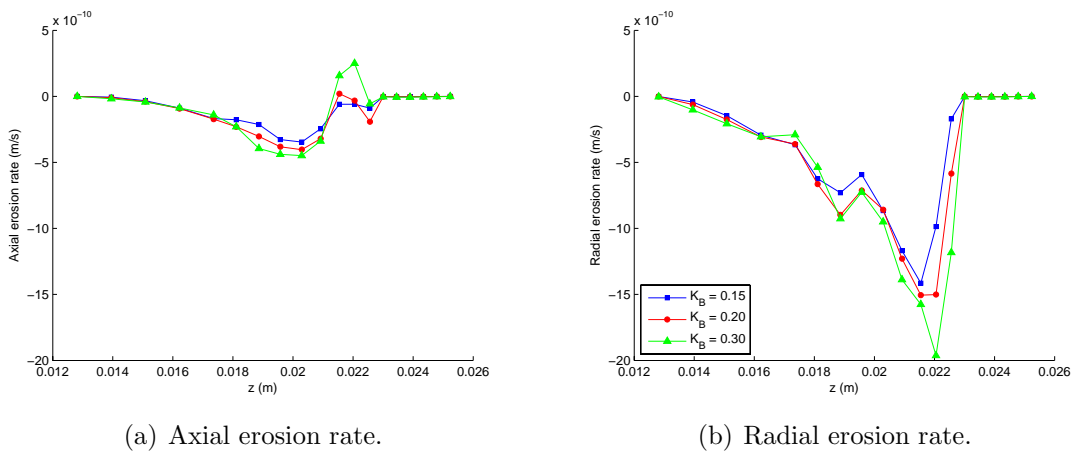 x 10⁻¹⁰
5
0
−5
−10
−15
−20
Axial erosion rate (m/s)
0.012 0.014 0.016 0.018 0.02 0.022 0.024 0.026
z (m)
(a) Axial erosion rate.
x 10⁻¹⁰
5
0
−5
−10
−15
−20
Radial erosion rate (m/s)
K_B = 0.15
K_B = 0.20
K_B = 0.30
0.012 0.014 0.016 0.018 0.02 0.022 0.024 0.026
z (m)
(b) Radial erosion rate.